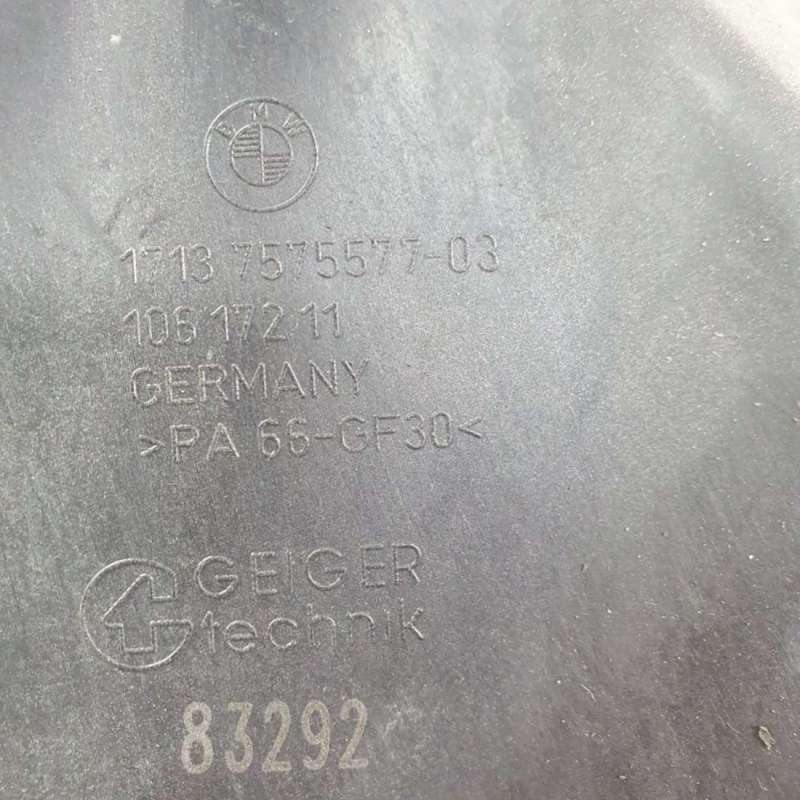 BMW
1713 7575577-03
106 172 11
GERMANY
>PA 66-GF30<
GEIGER
technik
83292